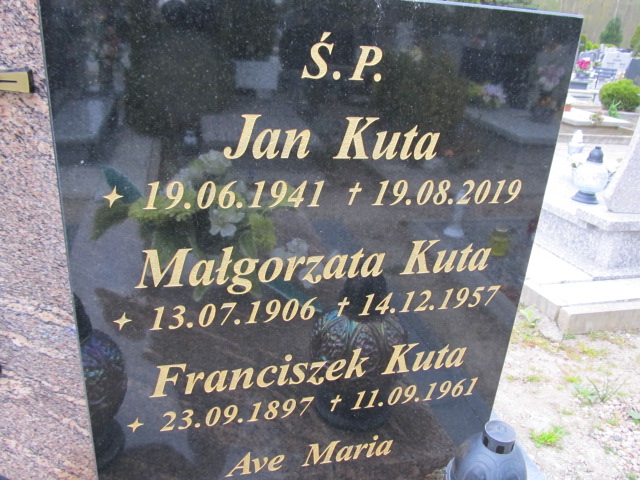 Ś.P.
Jan Kuta
✦ 19.06.1941 † 19.08.2019
Małgorzata Kuta
✦ 13.07.1906 † 14.12.1957
Franciszek Kuta
✦ 23.09.1897 † 11.09.1961
Ave Maria